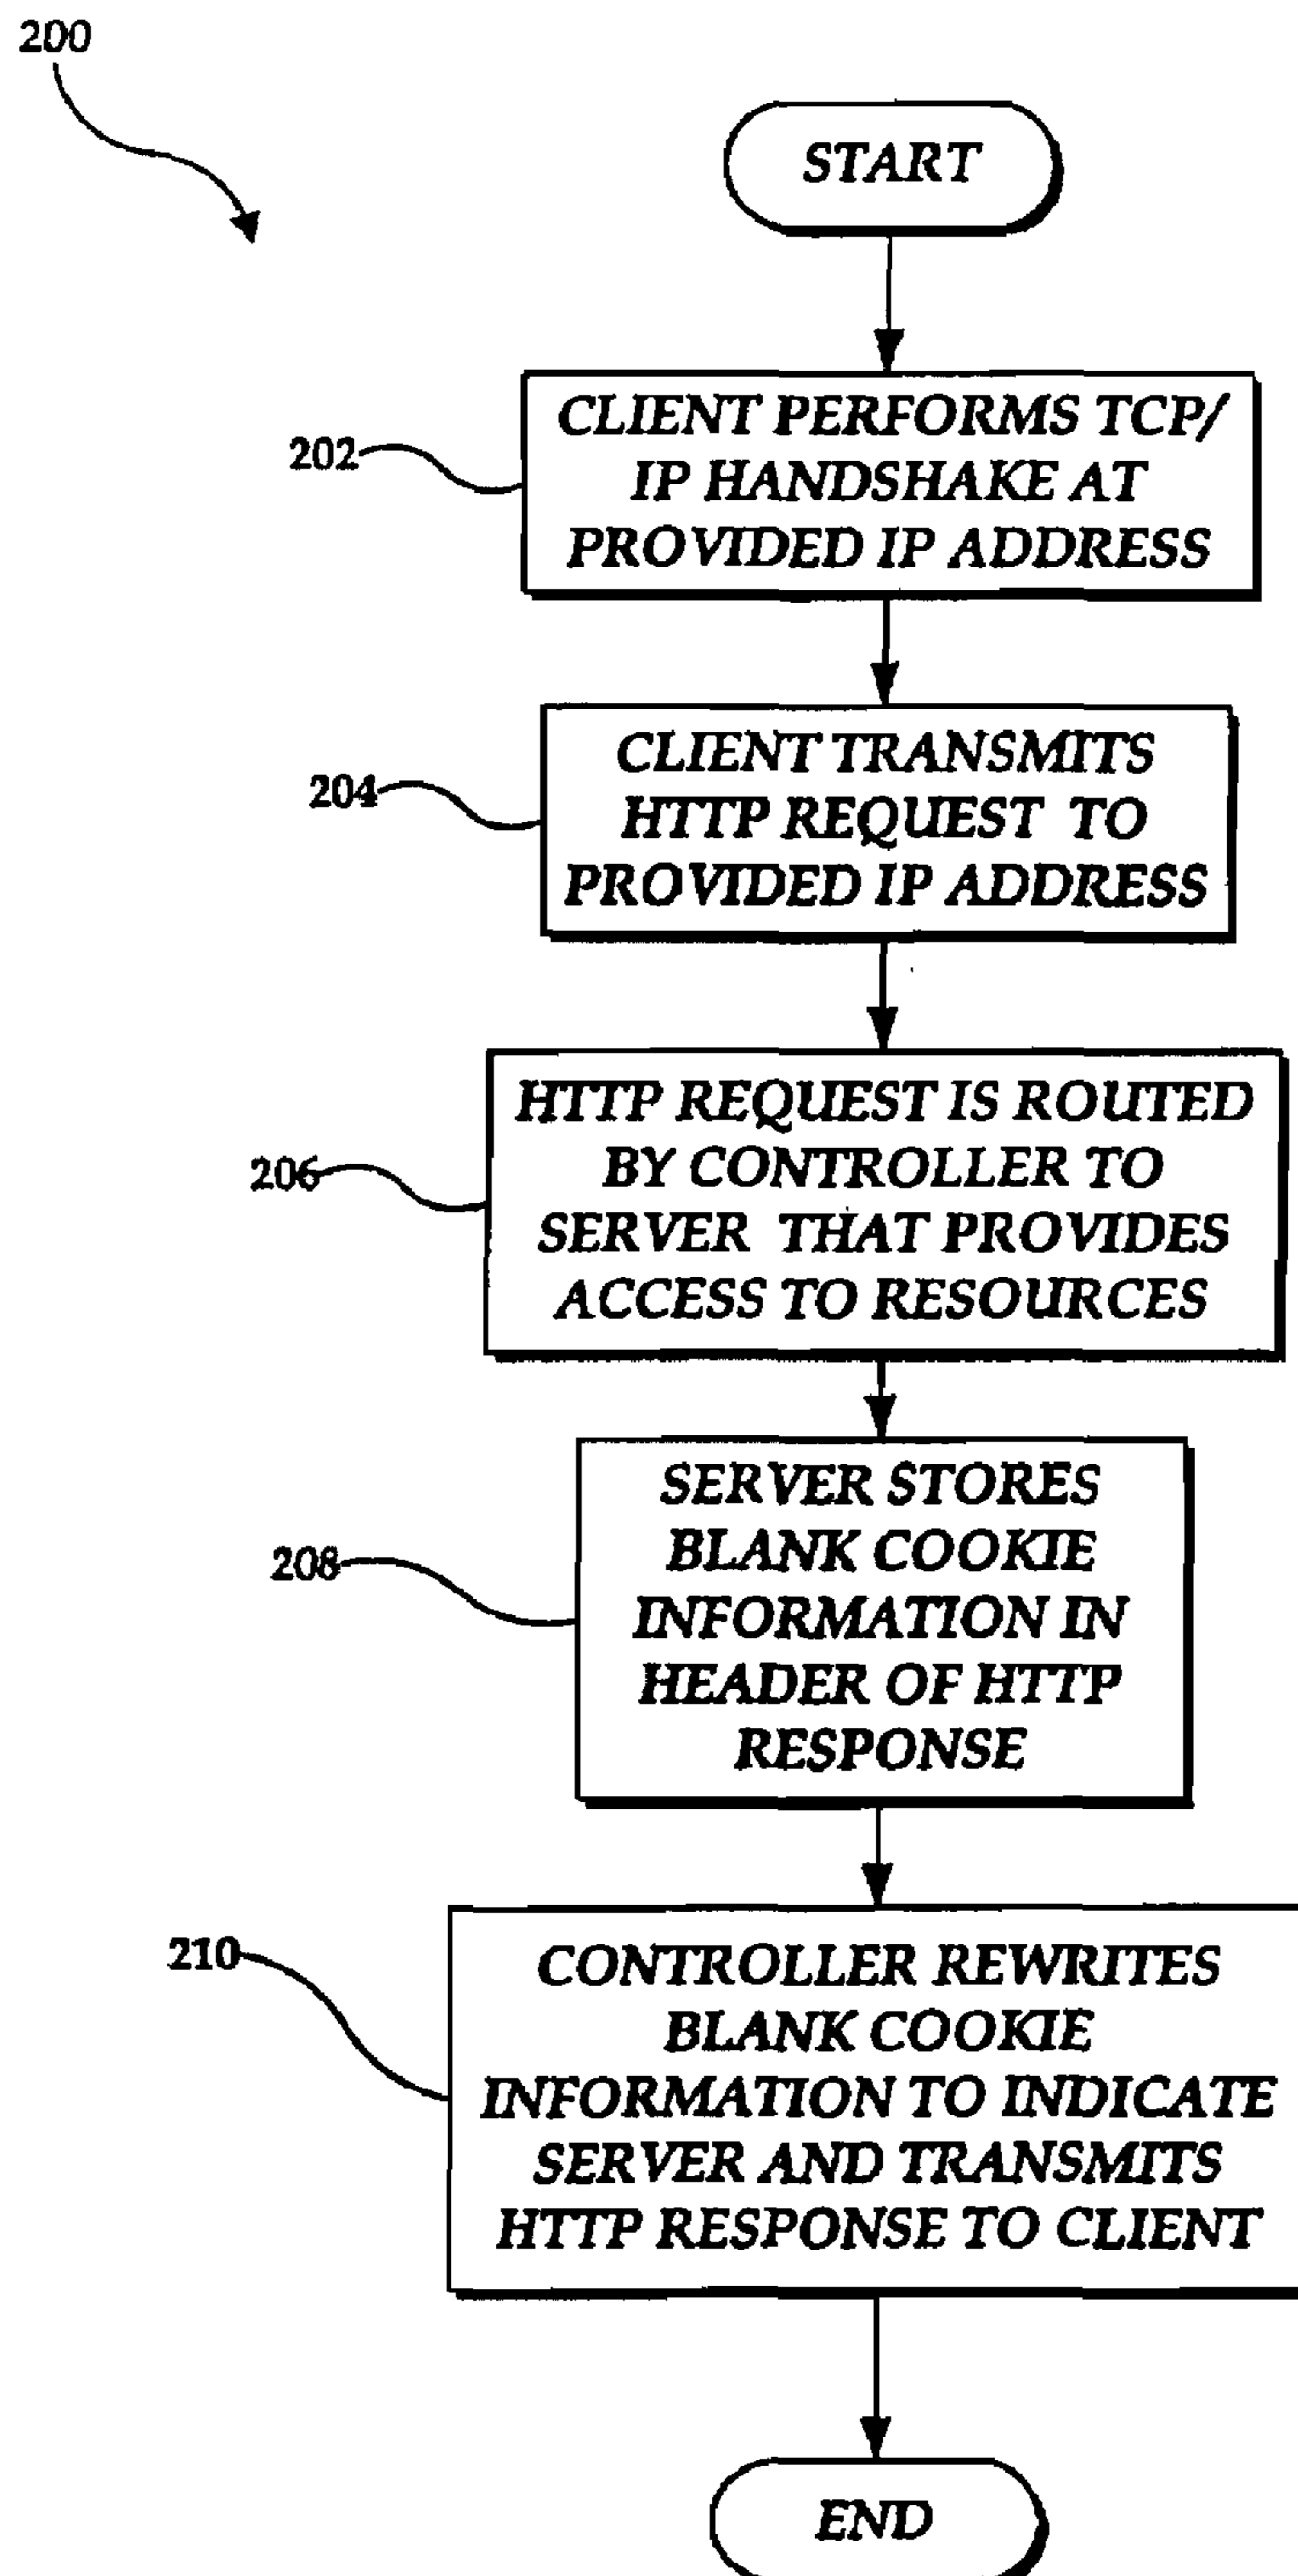 200
START
202
CLIENT PERFORMS TCP/
IP HANDSHAKE AT
PROVIDED IP ADDRESS
204
CLIENT TRANSMITS
HTTP REQUEST TO
PROVIDED IP ADDRESS
206
HTTP REQUEST IS ROUTED
BY CONTROLLER TO
SERVER THAT PROVIDES
ACCESS TO RESOURCES
208
SERVER STORES
BLANK COOKIE
INFORMATION IN
HEADER OF HTTP
RESPONSE
210
CONTROLLER REWRITES
BLANK COOKIE
INFORMATION TO INDICATE
SERVER AND TRANSMITS
HTTP RESPONSE TO CLIENT
END